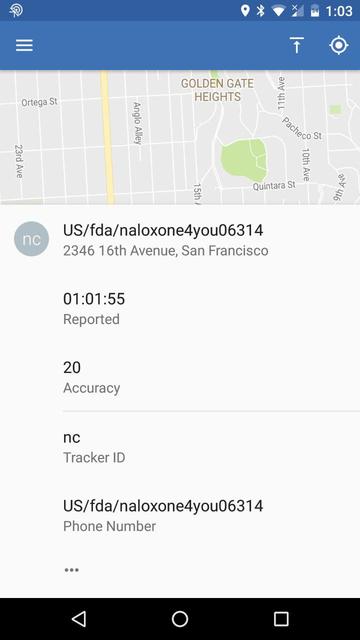 1:03
GOLDEN GATE
HEIGHTS
11th Ave
Ortega St
Anglo Alley
Pacheco St
23rd Ave
10th Ave
15th A
Quintara St
9th Ave
nc
US/fda/naloxone4you06314
2346 16th Avenue, San Francisco
01:01:55
Reported
20
Accuracy
nc
Tracker ID
US/fda/naloxone4you06314
Phone Number
...